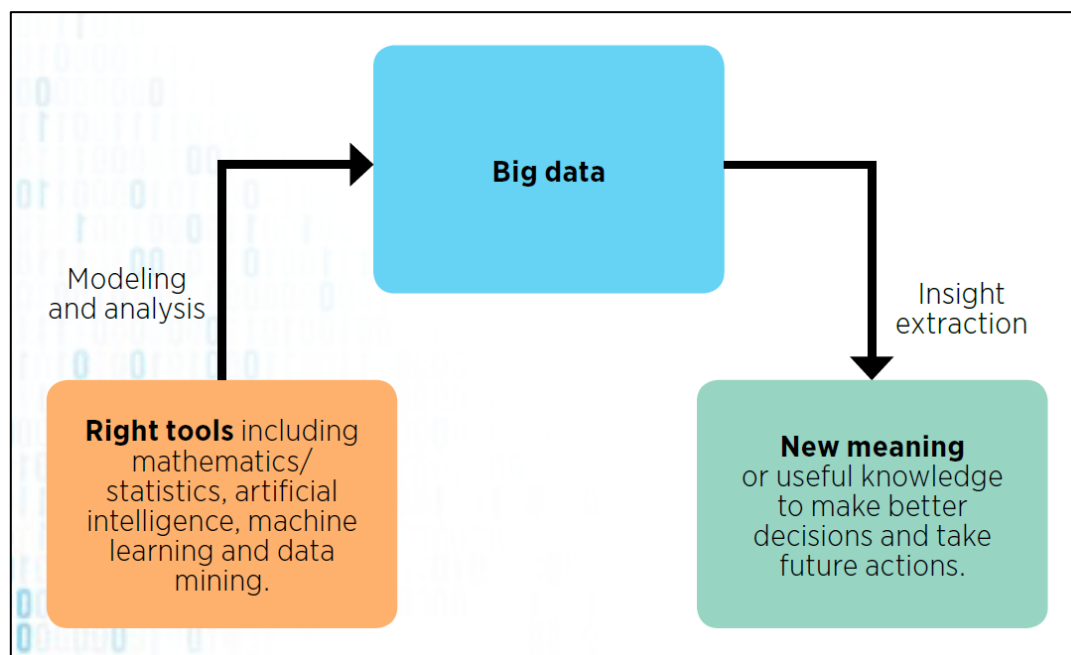 Big data
Modeling
and analysis
Insight
extraction
Right tools including
mathematics/
statistics, artificial
intelligence, machine
learning and data
mining.
New meaning
or useful knowledge
to make better
decisions and take
future actions.